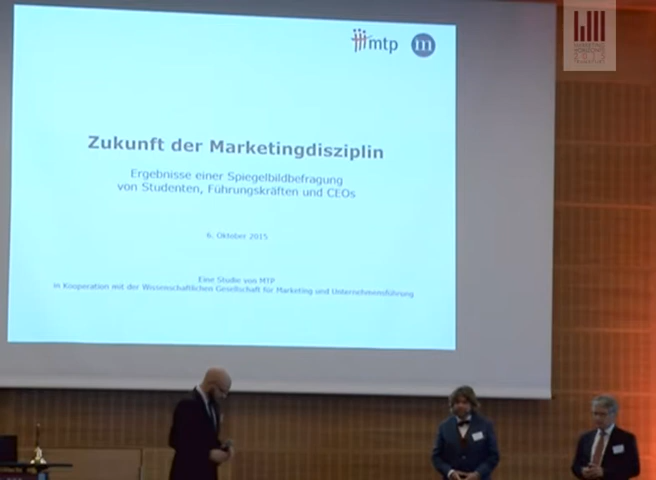 mtp
m
Zukunft der Marketingdisziplin
Ergebnisse einer Spiegelbildbefragung
von Studenten, Führungskräften und CEOs
6. Oktober 2015
Eine Studie von MTP
in Kooperation mit der Wissenschaftlichen Gesellschaft für Marketing und Unternehmensführung